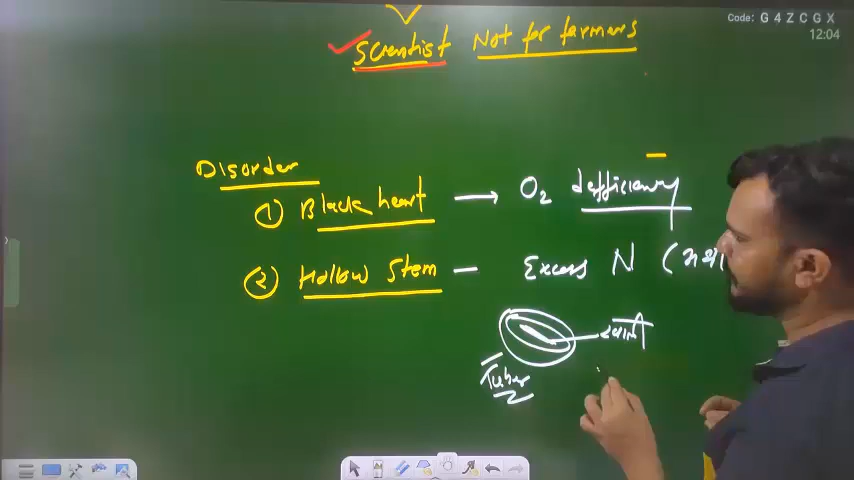 Code: G 4 Z C G X
12:04
Scientist Not for farmers
Disorder
① Black heart → O₂ defficiency
② Hollow Stem — Excess N
Tuber